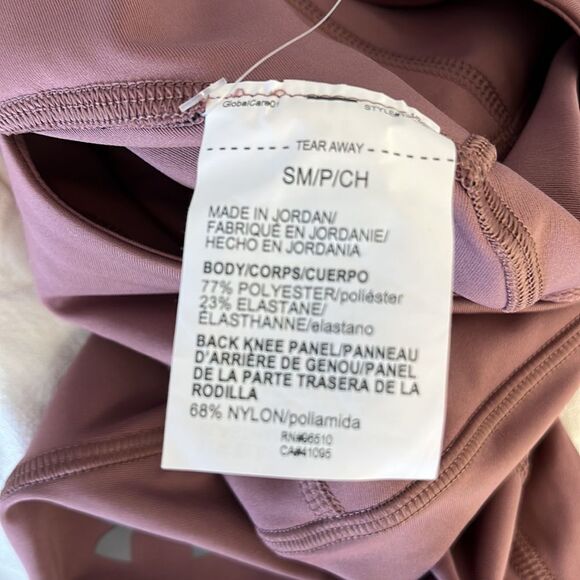 GlobalCare
TEAR AWAY
SM/P/CH
MADE IN JORDAN/
FABRIQUÉ EN JORDANIE/
HECHO EN JORDANIA
BODY/CORPS/CUERPO
77% POLYESTER/poliéster
23% ELASTANE/
ÉLASTHANNE/elastano
BACK KNEE PANEL/PANNEAU
D'ARRIÈRE DE GENOU/PANEL
DE LA PARTE TRASERA DE LA
RODILLA
68% NYLON/poliamida
RN#96510
CA#41095